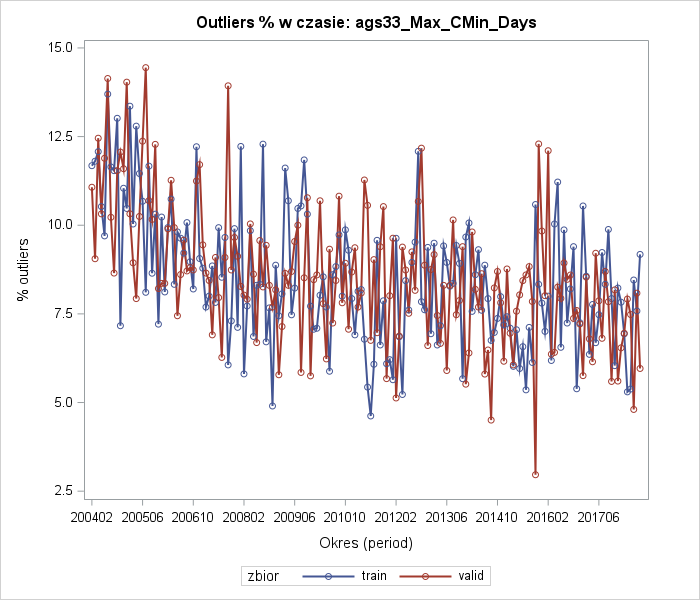 Outliers % w czasie: ags33_Max_CMin_Days
% outliers
15.0
12.5
10.0
7.5
5.0
2.5
200402 200506 200610 200802 200906 201010 201202 201306 201410 201602 201706
Okres (period)
zbior train valid